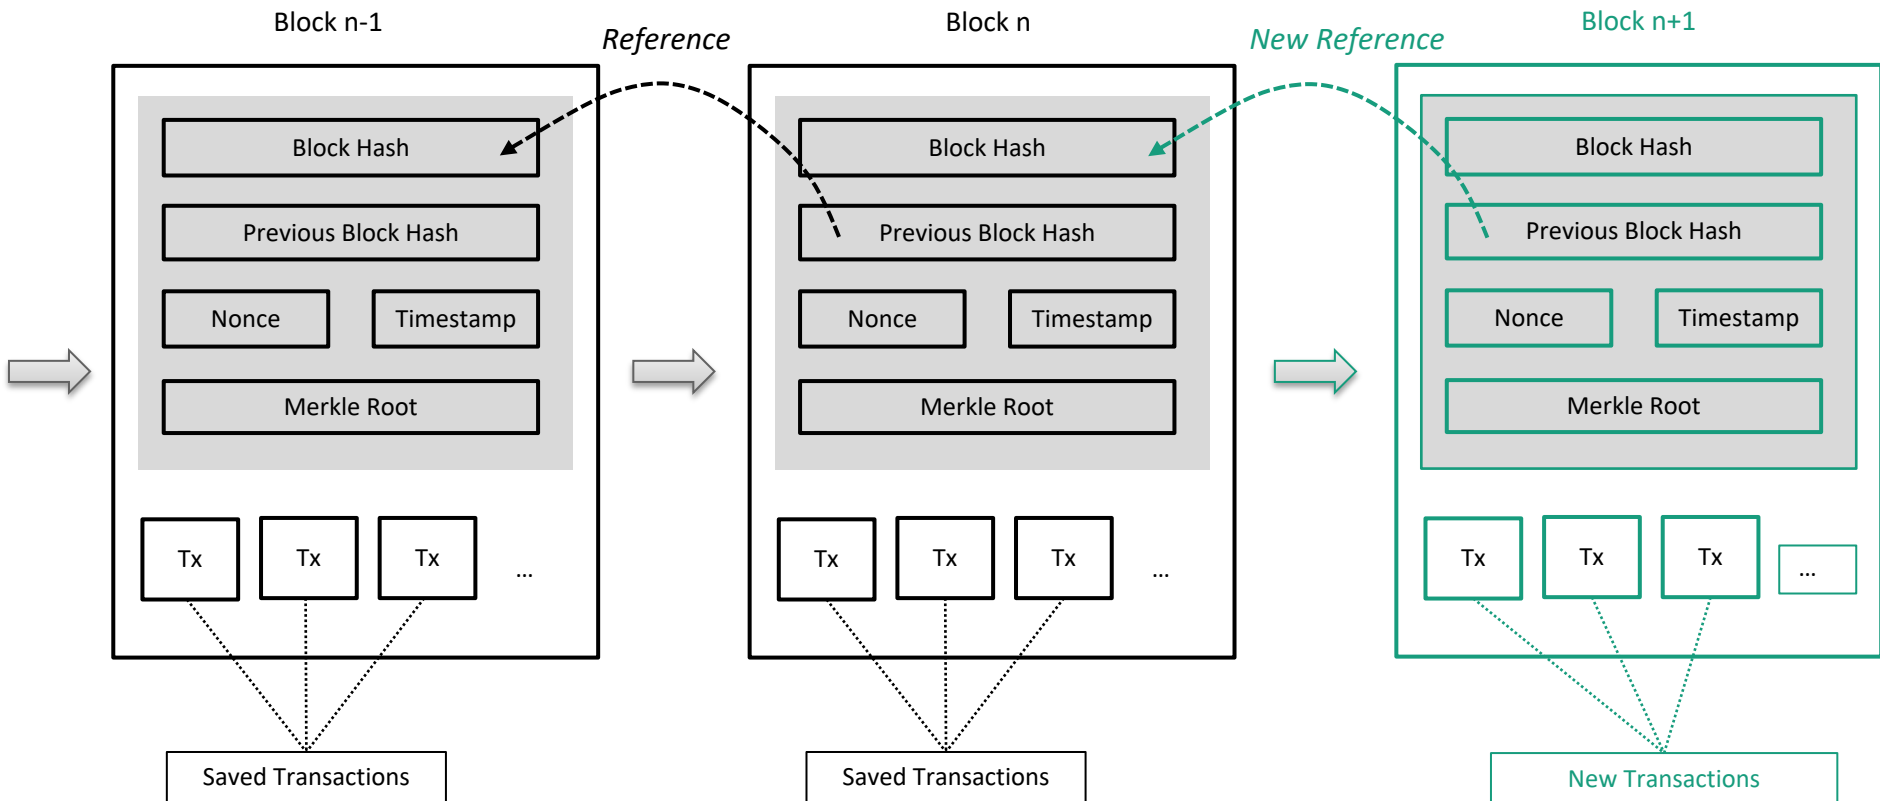 Block n-1
Reference
Block n
New Reference
Block n+1
Block Hash
Previous Block Hash
Nonce
Timestamp
Merkle Root
Tx
Tx
Tx
...
Saved Transactions
Block Hash
Previous Block Hash
Nonce
Timestamp
Merkle Root
Tx
Tx
Tx
...
Saved Transactions
Block Hash
Previous Block Hash
Nonce
Timestamp
Merkle Root
Tx
Tx
Tx
...
New Transactions